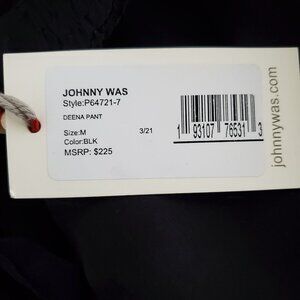 JOHNNY WAS
Style:P64721-7
DEENA PANT
Size:M 3/21
Color:BLK
MSRP: $225
1 93107 76531 3
johnnywas.com